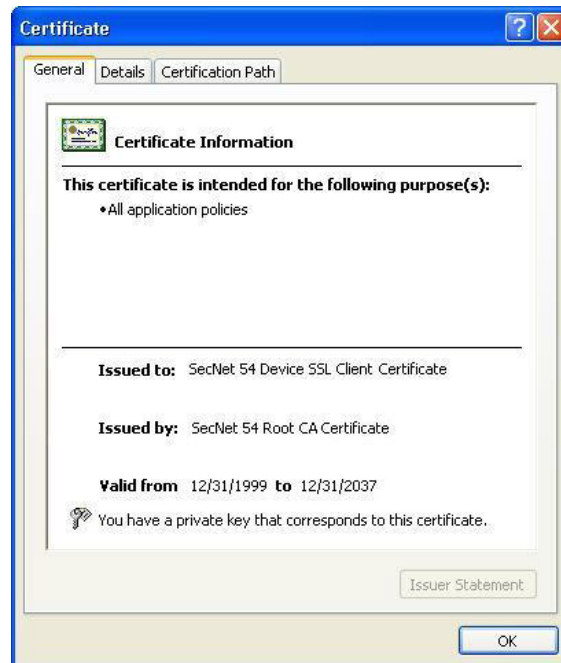 Certificate
General Details Certification Path
Certificate Information
This certificate is intended for the following purpose(s):
•All application policies
Issued to: SecNet 54 Device SSL Client Certificate
Issued by: SecNet 54 Root CA Certificate
Valid from 12/31/1999 to 12/31/2037
You have a private key that corresponds to this certificate.
Issuer Statement
OK